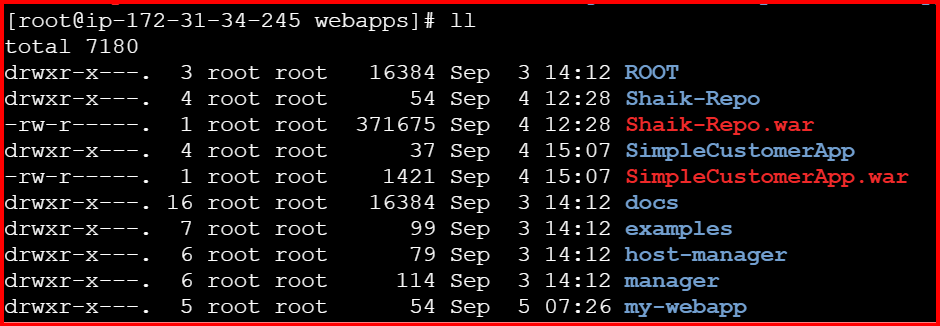 [root@ip-172-31-34-245 webapps]# ll
total 7180
drwxr-x---.  3 root root  16384 Sep  3 14:12 ROOT
drwxr-x---.  4 root root     54 Sep  4 12:28 Shaik-Repo
-rw-r-----.  1 root root 371675 Sep  4 12:28 Shaik-Repo.war
drwxr-x---.  4 root root     37 Sep  4 15:07 SimpleCustomerApp
-rw-r-----.  1 root root   1421 Sep  4 15:07 SimpleCustomerApp.war
drwxr-x---. 16 root root  16384 Sep  3 14:12 docs
drwxr-x---.  7 root root     99 Sep  3 14:12 examples
drwxr-x---.  6 root root     79 Sep  3 14:12 host-manager
drwxr-x---.  6 root root    114 Sep  3 14:12 manager
drwxr-x---.  5 root root     54 Sep  5 07:26 my-webapp